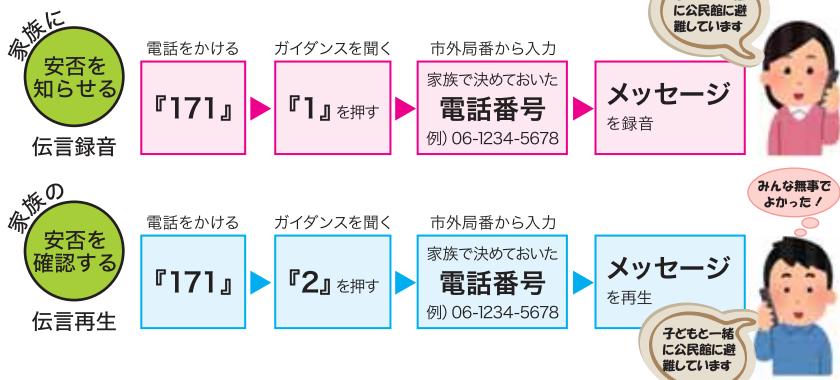 家族に
安否を
知らせる
伝言録音
電話をかける
『171』
ガイダンスを聞く
『1』を押す
市外局番から入力
家族で決めておいた
電話番号
例）06-1234-5678
メッセージ
を録音
に公民館に避
難しています
家族の
安否を
確認する
伝言再生
電話をかける
『171』
ガイダンスを聞く
『2』を押す
市外局番から入力
家族で決めておいた
電話番号
例）06-1234-5678
メッセージ
を再生
みんな無事で
よかった！
子どもと一緒
に公民館に避
難しています